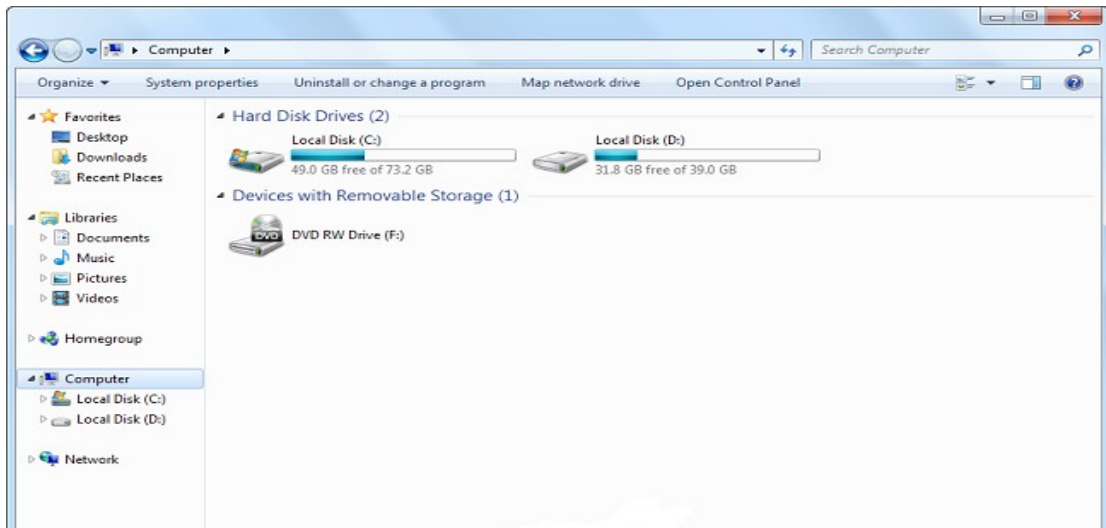 Computer
Search Computer
Organize System properties Uninstall or change a program Map network drive Open Control Panel
Favorites
Desktop
Downloads
Recent Places
Libraries
Documents
Music
Pictures
Videos
Homegroup
Computer
Local Disk (C:)
Local Disk (D:)
Network
Hard Disk Drives (2)
Local Disk (C:)
49.0 GB free of 73.2 GB
Local Disk (D:)
31.8 GB free of 39.0 GB
Devices with Removable Storage (1)
DVD
DVD RW Drive (F:)